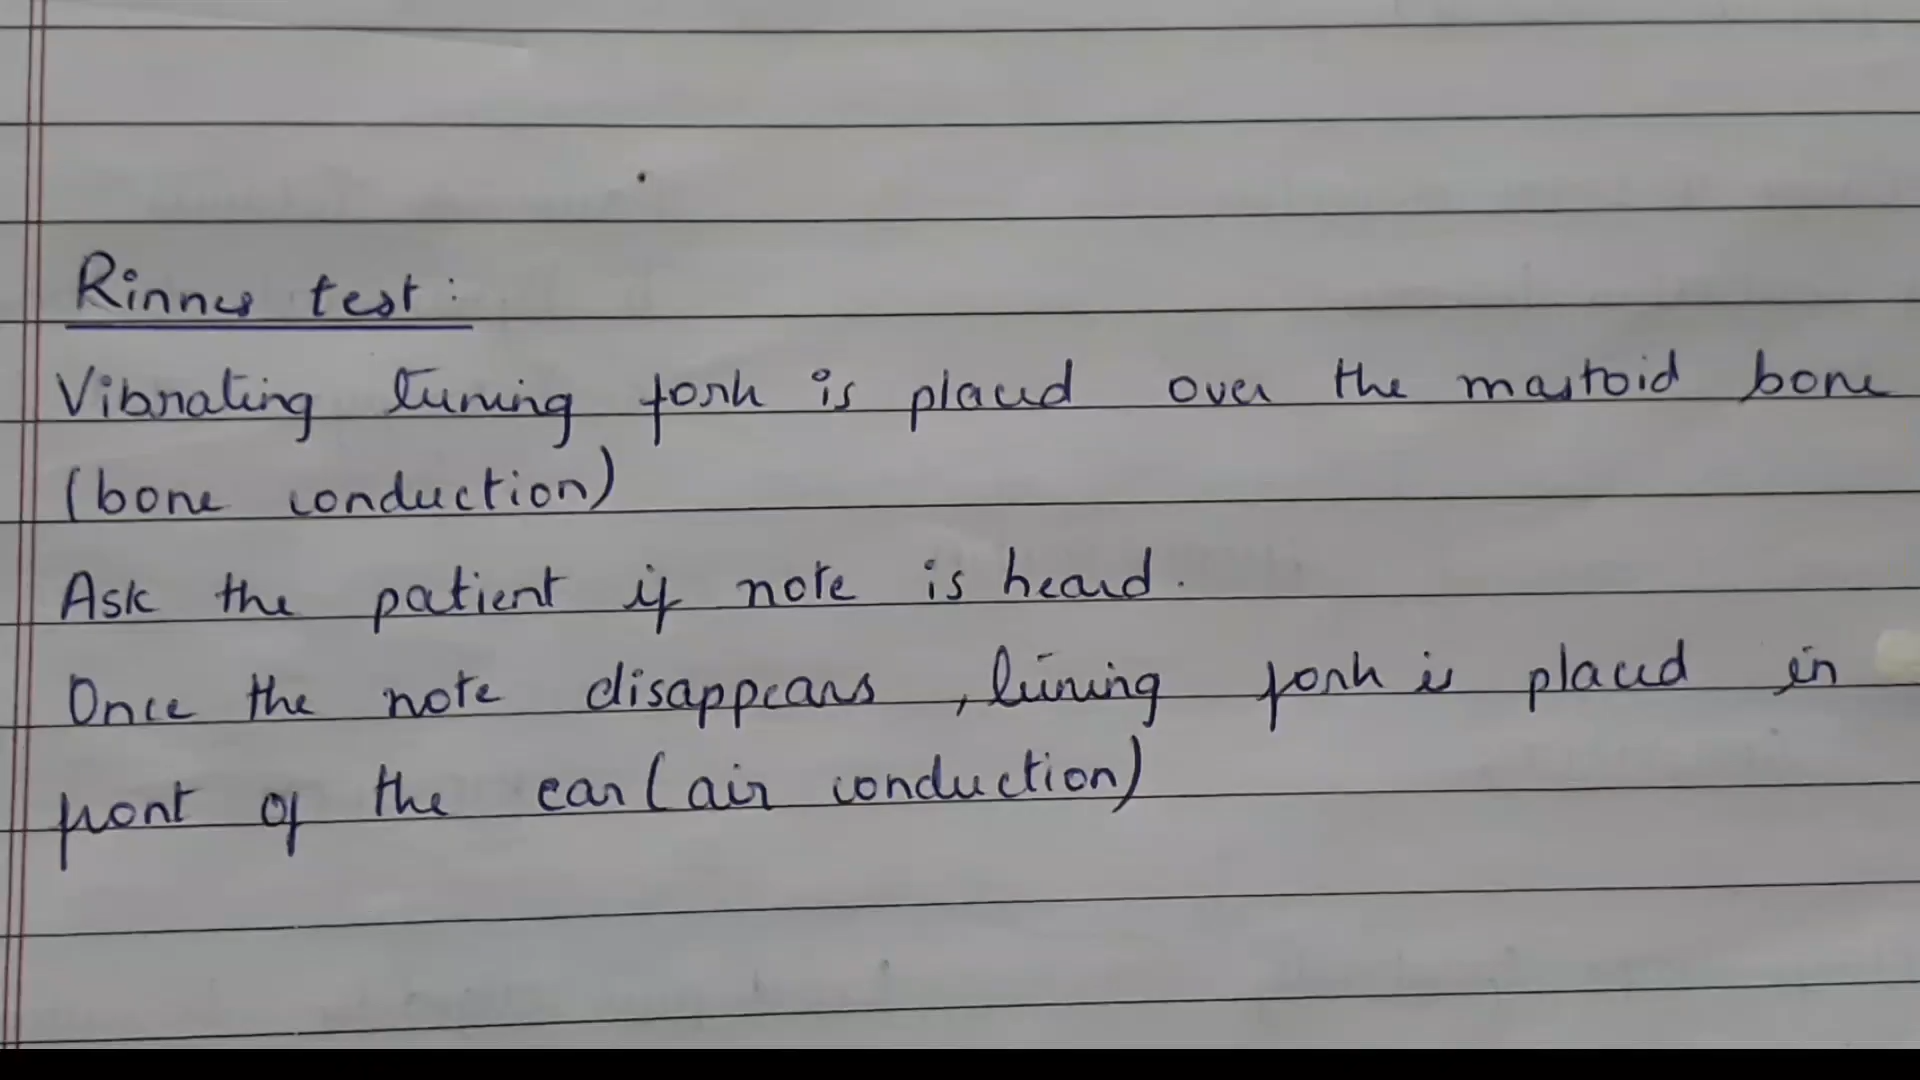 Rinnes test:
Vibrating tuning fork is placed over the mastoid bone
(bone conduction)
Ask the patient if note is heard.
Once the note disappears, tuning fork is placed in
front of the ear (air conduction)